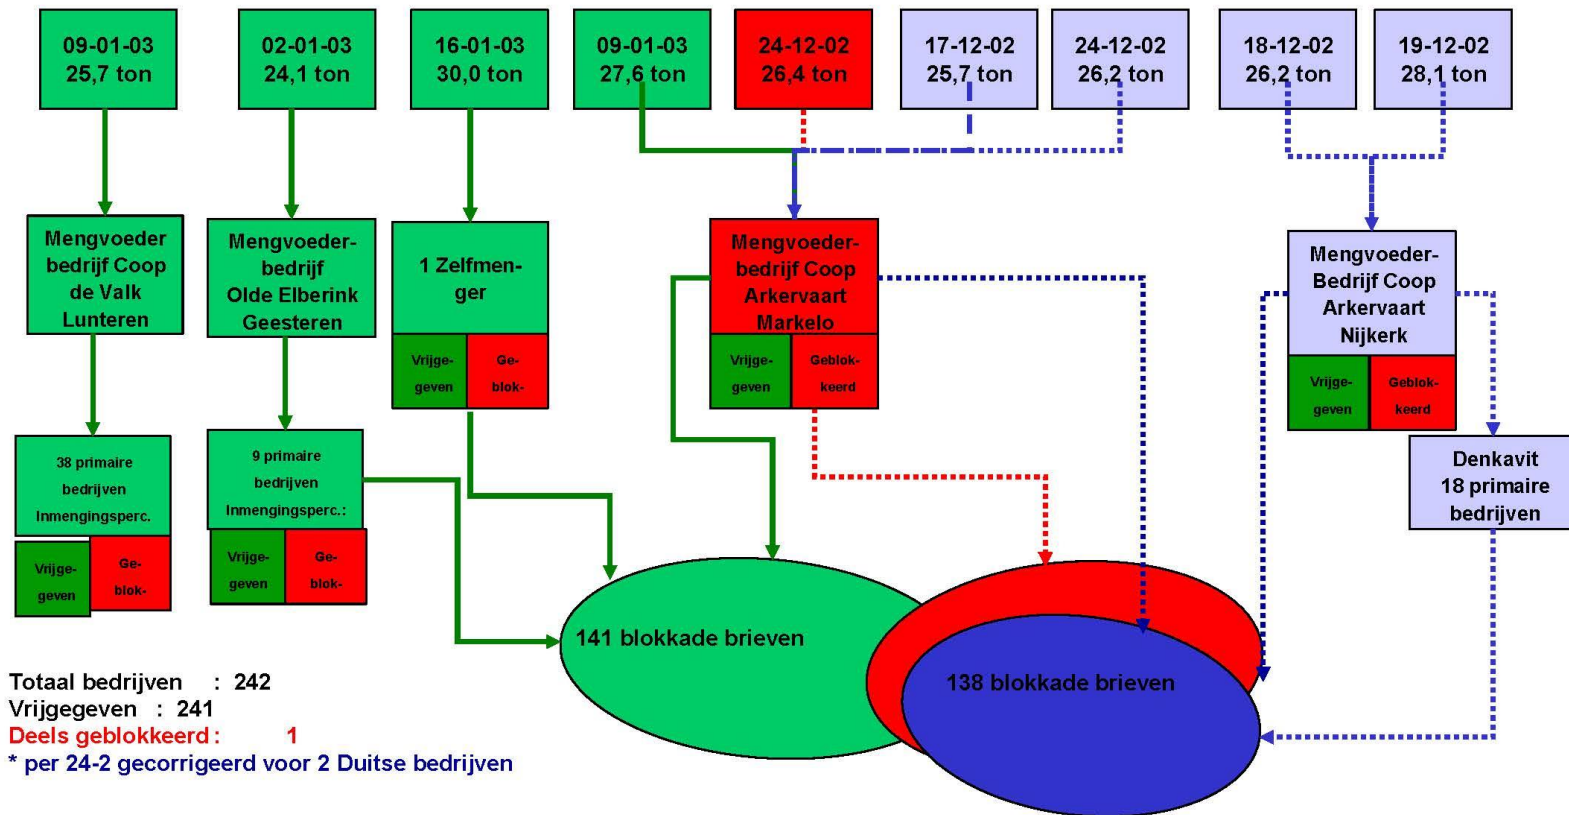 09-01-03
25,7 ton
02-01-03
24,1 ton
16-01-03
30,0 ton
09-01-03
27,6 ton
24-12-02
26,4 ton
17-12-02
25,7 ton
24-12-02
26,2 ton
18-12-02
26,2 ton
19-12-02
28,1 ton
Mengvoeder
bedrijf Coop
de Valk
Lunteren
Mengvoeder-
bedrijf
Olde Elberink
Geesteren
1 Zelfmen-
ger
Vrijge-
geven
Ge-
blok-
Mengvoeder-
bedrijf Coop
Arkervaart
Markelo
Vrijge-
geven
Geblok-
keerd
Mengvoeder-
Bedrijf Coop
Arkervaart
Nijkerk
Vrijge-
geven
Geblok-
keerd
38 primaire
bedrijven
Inmengingsperc.
Vrijge-
geven
Ge-
blok-
9 primaire
bedrijven
Inmengingsperc.:
Vrijge-
geven
Ge-
blok-
Denkavit
18 primaire
bedrijven
141 blokkade brieven
138 blokkade brieven
Totaal bedrijven : 242
Vrijgegeven : 241
Deels geblokkeerd : 1
* per 24-2 gecorrigeerd voor 2 Duitse bedrijven